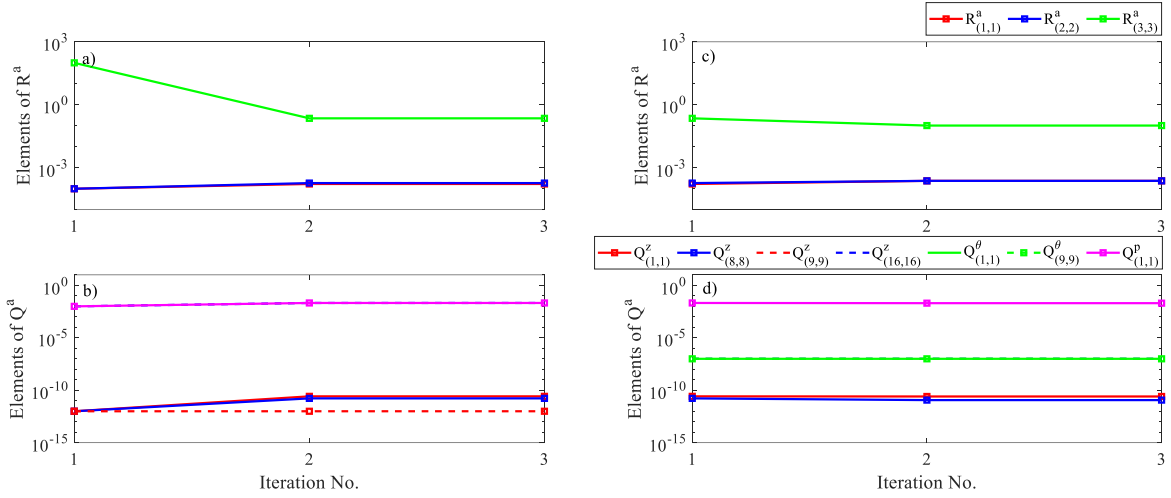 R^a_(1,1) R^a_(2,2) R^a_(3,3)
a)
10^3
10^0
10^-3
Elements of R^a
1 2 3
c)
10^3
10^0
10^-3
Elements of R^a
1 2 3
Q^z_(1,1) Q^z_(8,8) Q^z_(9,9) Q^z_(16,16) Q^θ_(1,1) Q^θ_(9,9) Q^p_(1,1)
b)
10^0
10^-5
10^-10
10^-15
Elements of Q^a
1 2 3
Iteration No.
d)
10^0
10^-5
10^-10
10^-15
Elements of Q^a
1 2 3
Iteration No.